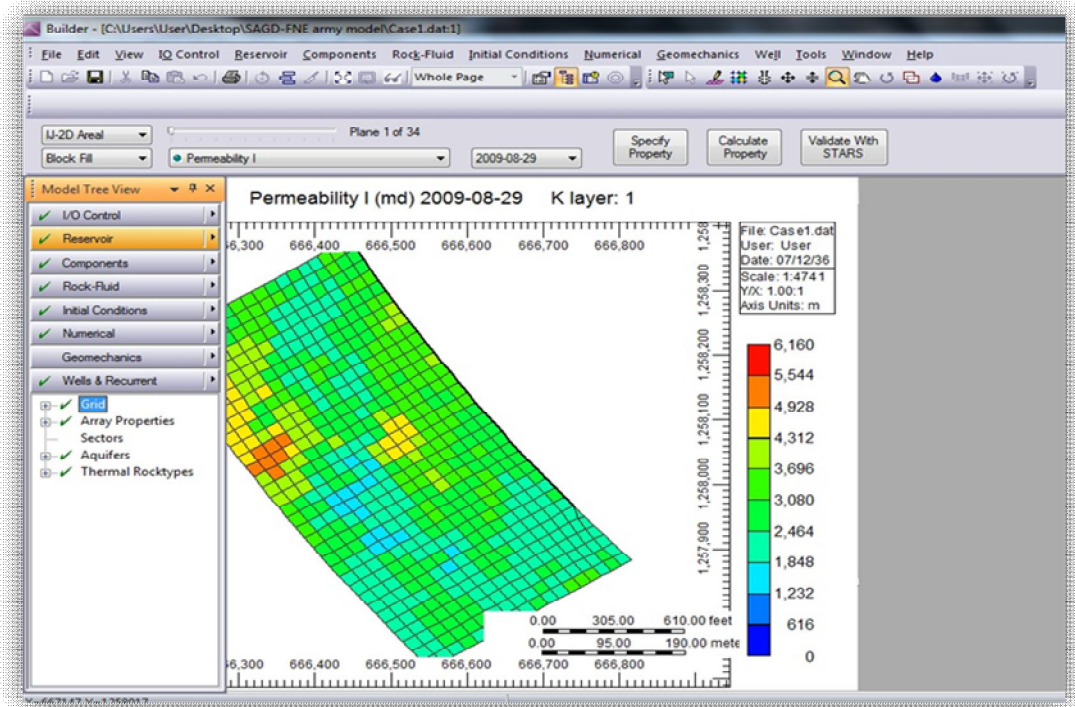 Builder - [C:\Users\User\Desktop\SAGD-FNE army model\Case1.dat:1]
File Edit View IO Control Reservoir Components Rock-Fluid Initial Conditions Numerical Geomechanics Well Tools Window Help
Whole Page
IJ-2D Areal Plane 1 of 34
Block Fill Permeability I 2009-08-29
Specify Property
Calculate Property
Validate With STARS
Model Tree View
I/O Control
Reservoir
Components
Rock-Fluid
Initial Conditions
Numerical
Geomechanics
Wells & Recurrent
Grid
Array Properties
Sectors
Aquifers
Thermal Rocktypes
Permeability I (md) 2009-08-29 K layer: 1
666,400 666,500 666,600 666,700 666,800
1,258,300
1,258,200
1,258,100
1,258,000
1,257,900
File: Case1.dat
User: User
Date: 07/12/36
Scale: 1:4741
Y/X: 1.00:1
Axis Units: m
6,160
5,544
4,928
4,312
3,696
3,080
2,464
1,848
1,232
616
0
0.00 305.00 610.00 feet
0.00 95.00 190.00 mete
666,400 666,500 666,600 666,700 666,800